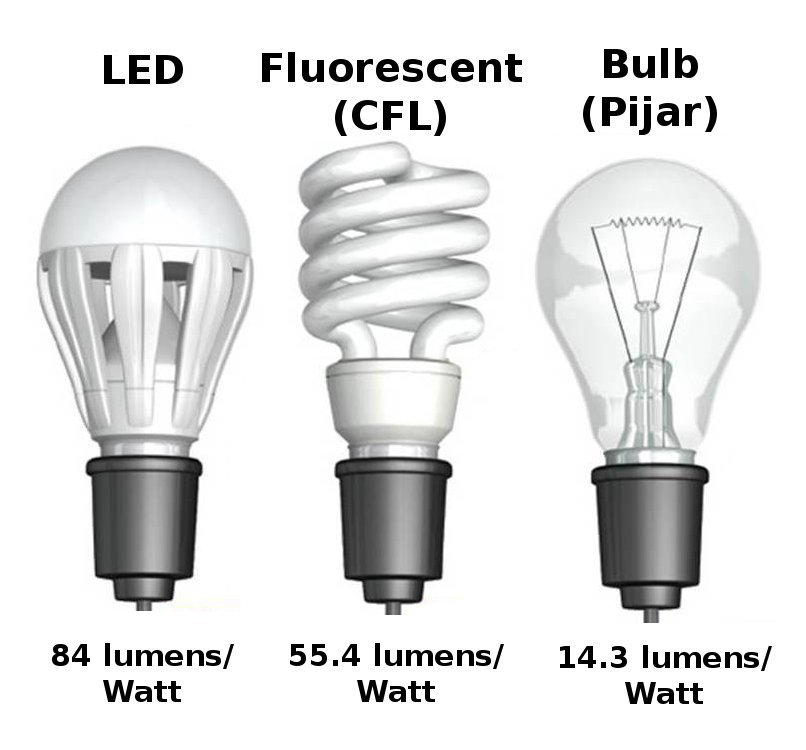 LED
Fluorescent
(CFL)
Bulb
(Pijar)
84 lumens/
Watt
55.4 lumens/
Watt
14.3 lumens/
Watt